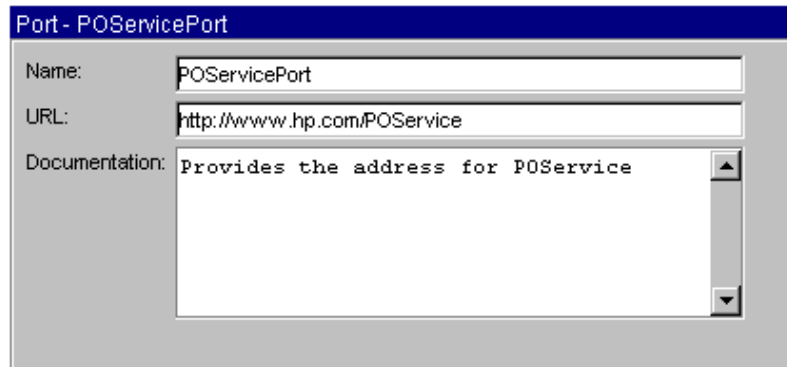 Port - POServicePort
Name: POServicePort
URL: http://www.hp.com/POService
Documentation: Provides the address for POService